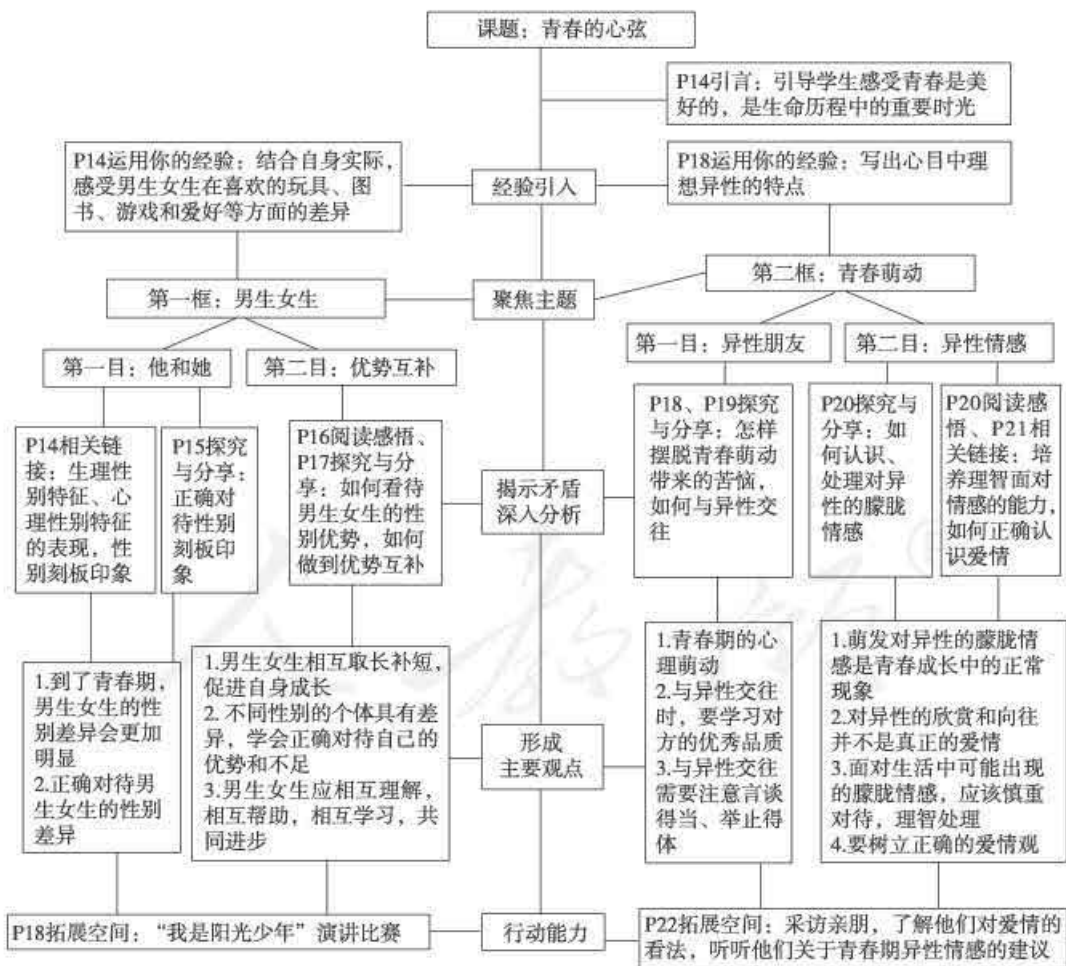 课题：青春的心弦
P14引言：引导学生感受青春是美
好的，是生命历程中的重要时光
P14运用你的经验：结合自身实际，
感受男生女生在喜欢的玩具、图
书、游戏和爱好等方面的差异
经验引入
P18运用你的经验：写出心目中理
想异性的特点
第一框：男生女生
聚焦主题
第二框：青春萌动
第一目：他和她
第二目：优势互补
第一目：异性朋友
第二目：异性情感
P14相关链
接：生理性
别特征、心
理性别特征
的表现，性
别刻板印象
P15探究
与分享：
正确对
待性别
刻板印
象
P16阅读感悟、
P17探究与分
享：如何看待
男生女生的性
别优势，如何
做到优势互补
揭示矛盾
深入分析
P18、P19探究
与分享：怎样
摆脱青春萌动
带来的苦恼，
如何与异性交
往
P20探究与
分享：如
何认识、
处理对异
性的朦胧
情感
P20阅读感
悟、P21相
关链接：培
养理智面对
情感的能力，
如何正确认
识爱情
1.到了青春期，
男生女生的性
别差异会更加
明显
2.正确对待男
生女生的性别
差异
1.男生女生相互取长补短，
促进自身成长
2. 不同性别的个体具有差
异，学会正确对待自己的
优势和不足
3.男生女生应相互理解，
相互帮助，相互学习，共
同进步
形成
主要观点
1.青春期的心
理萌动
2.与异性交往
时，要学习对
方的优秀品质
3.与异性交往
需要注意言谈
得当、举止得
体
1.萌发对异性的朦胧情
感是青春成长中的正常
现象
2.对异性的欣赏和向往
并不是真正的爱情
3.面对生活中可能出现
的朦胧情感，应该慎重
对待，理智处理
4.要树立正确的爱情观
P18拓展空间：“我是阳光少年”演讲比赛
行动能力
P22拓展空间：采访亲朋，了解他们对爱情的
看法，听听他们关于青春期异性情感的建议